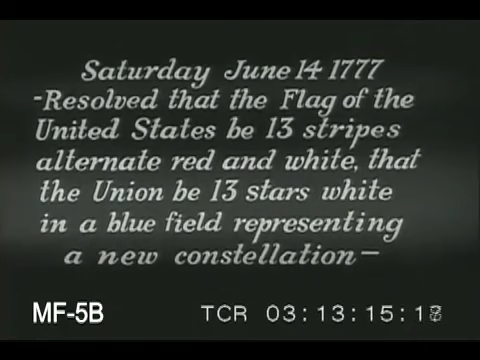 Saturday June 14 1777
-Resolved that the Flag of the
United States be 13 stripes
alternate red and white, that
the Union be 13 stars white
in a blue field representing
a new constellation-
MF-5B TCR 03:13:15:18